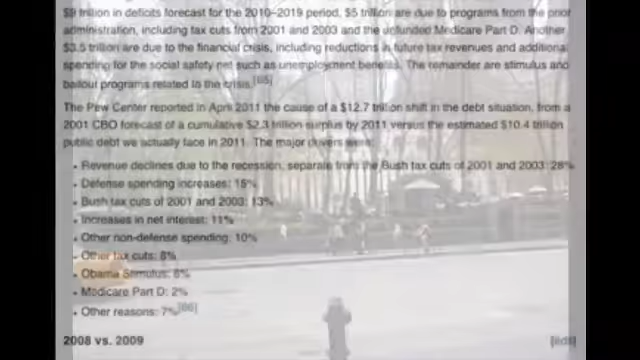 $9 trillion in deficits forecast for the 2010–2019 period, $5 trillion are due to programs from the prior
administration, including tax cuts from 2001 and 2003 and the unfunded Medicare Part D. Another
$3.5 trillion are due to the financial crisis, including reductions in future tax revenues and additional
spending for the social safety net such as unemployment benefits. The remainder are stimulus and
bailout programs related to the crisis.[65]
The Pew Center reported in April 2011 the cause of a $12.7 trillion shift in the debt situation, from a
2001 CBO forecast of a cumulative $2.3 trillion surplus by 2011 versus the estimated $10.4 trillion
public debt we actually face in 2011. The major drivers were:
• Revenue declines due to the recession, separate from the Bush tax cuts of 2001 and 2003: 28%
• Defense spending increases: 15%
• Bush tax cuts of 2001 and 2003: 13%
• Increases in net interest: 11%
• Other non-defense spending: 10%
• Other tax cuts: 8%
• Obama Stimulus: 6%
• Medicare Part D: 2%
• Other reasons: 7%[66]
2008 vs. 2009 [edit]